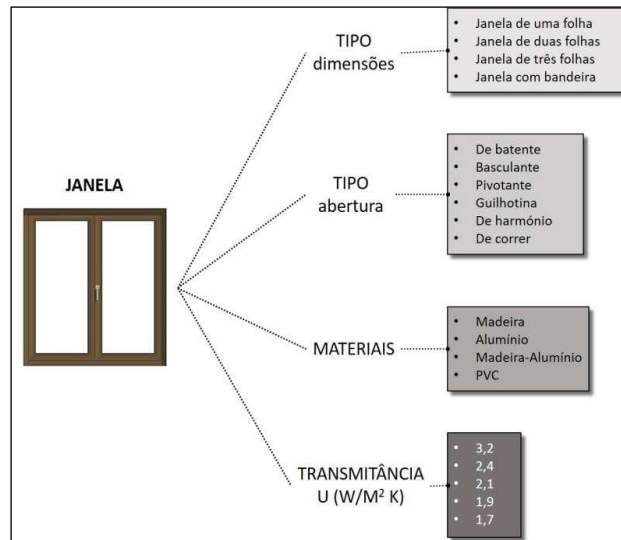 JANELA
TIPO
dimensões
• Janela de uma folha
• Janela de duas folhas
• Janela de três folhas
• Janela com bandeira
TIPO
abertura
• De batente
• Basculante
• Pivotante
• Guilhotina
• De harmónio
• De correr
MATERIAIS
• Madeira
• Alumínio
• Madeira-Alumínio
• PVC
TRANSMITÂNCIA
U (W/M² K)
• 3,2
• 2,4
• 2,1
• 1,9
• 1,7